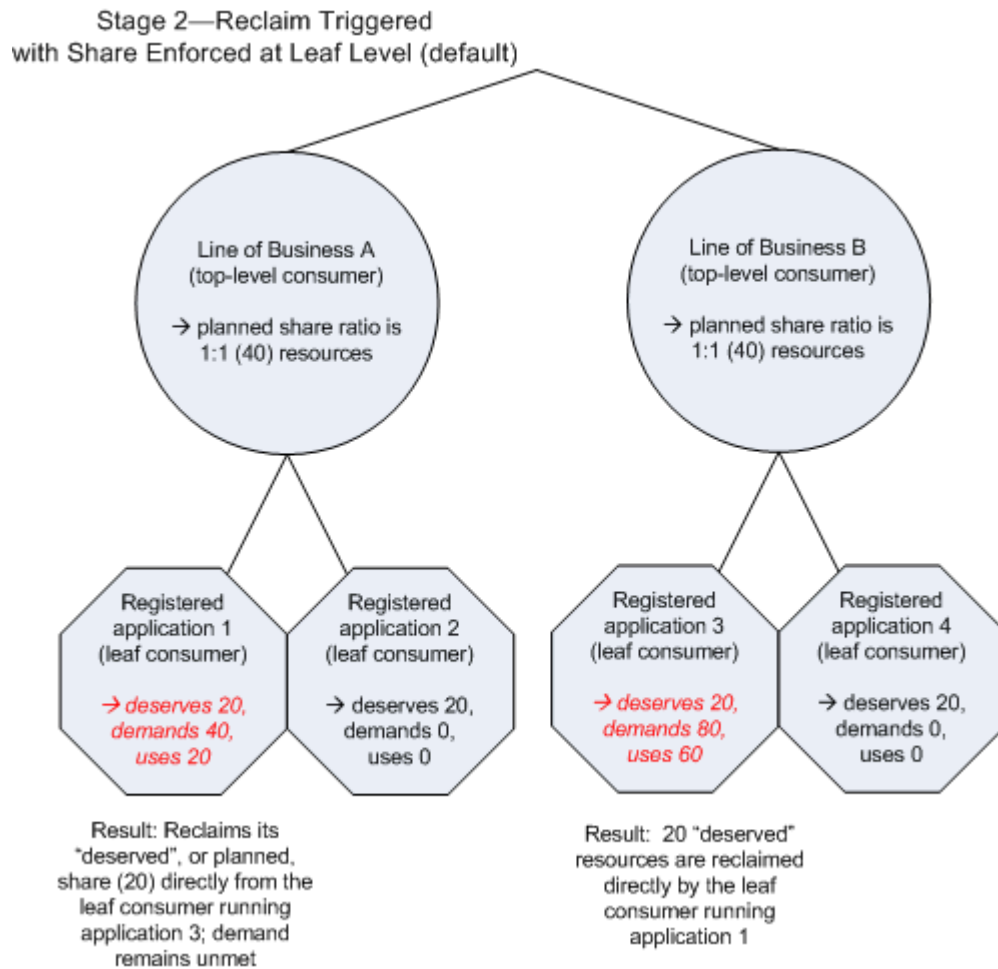 Stage 2—Reclaim Triggered
with Share Enforced at Leaf Level (default)
Line of Business A
(top-level consumer)
→ planned share ratio is
1:1 (40) resources
Line of Business B
(top-level consumer)
→ planned share ratio is
1:1 (40) resources
Registered
application 1
(leaf consumer)
→ deserves 20,
demands 40,
uses 20
Registered
application 2
(leaf consumer)
→ deserves 20,
demands 0,
uses 0
Registered
application 3
(leaf consumer)
→ deserves 20,
demands 80,
uses 60
Registered
application 4
(leaf consumer)
→ deserves 20,
demands 0,
uses 0
Result: Reclaims its
“deserved”, or planned,
share (20) directly from the
leaf consumer running
application 3; demand
remains unmet
Result:  20 “deserved”
resources are reclaimed
directly by the leaf
consumer running
application 1